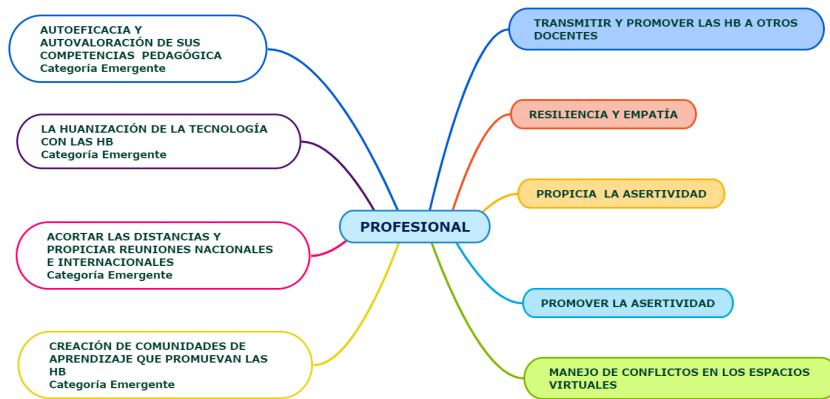 AUTOEFICACIA Y
AUTOVALORACIÓN DE SUS
COMPETENCIAS PEDAGÓGICA
Categoría Emergente
LA HUANIZACIÓN DE LA TECNOLOGÍA
CON LAS HB
Categoría Emergente
ACORTAR LAS DISTANCIAS Y
PROPICIAR REUNIONES NACIONALES
E INTERNACIONALES
Categoría Emergente
CREACIÓN DE COMUNIDADES DE
APRENDIZAJE QUE PROMUEVAN LAS
HB
Categoría Emergente
PROFESIONAL
TRANSMITIR Y PROMOVER LAS HB A OTROS
DOCENTES
RESILIENCIA Y EMPATÍA
PROPICIA LA ASERTIVIDAD
PROMOVER LA ASERTIVIDAD
MANEJO DE CONFLICTOS EN LOS ESPACIOS
VIRTUALES